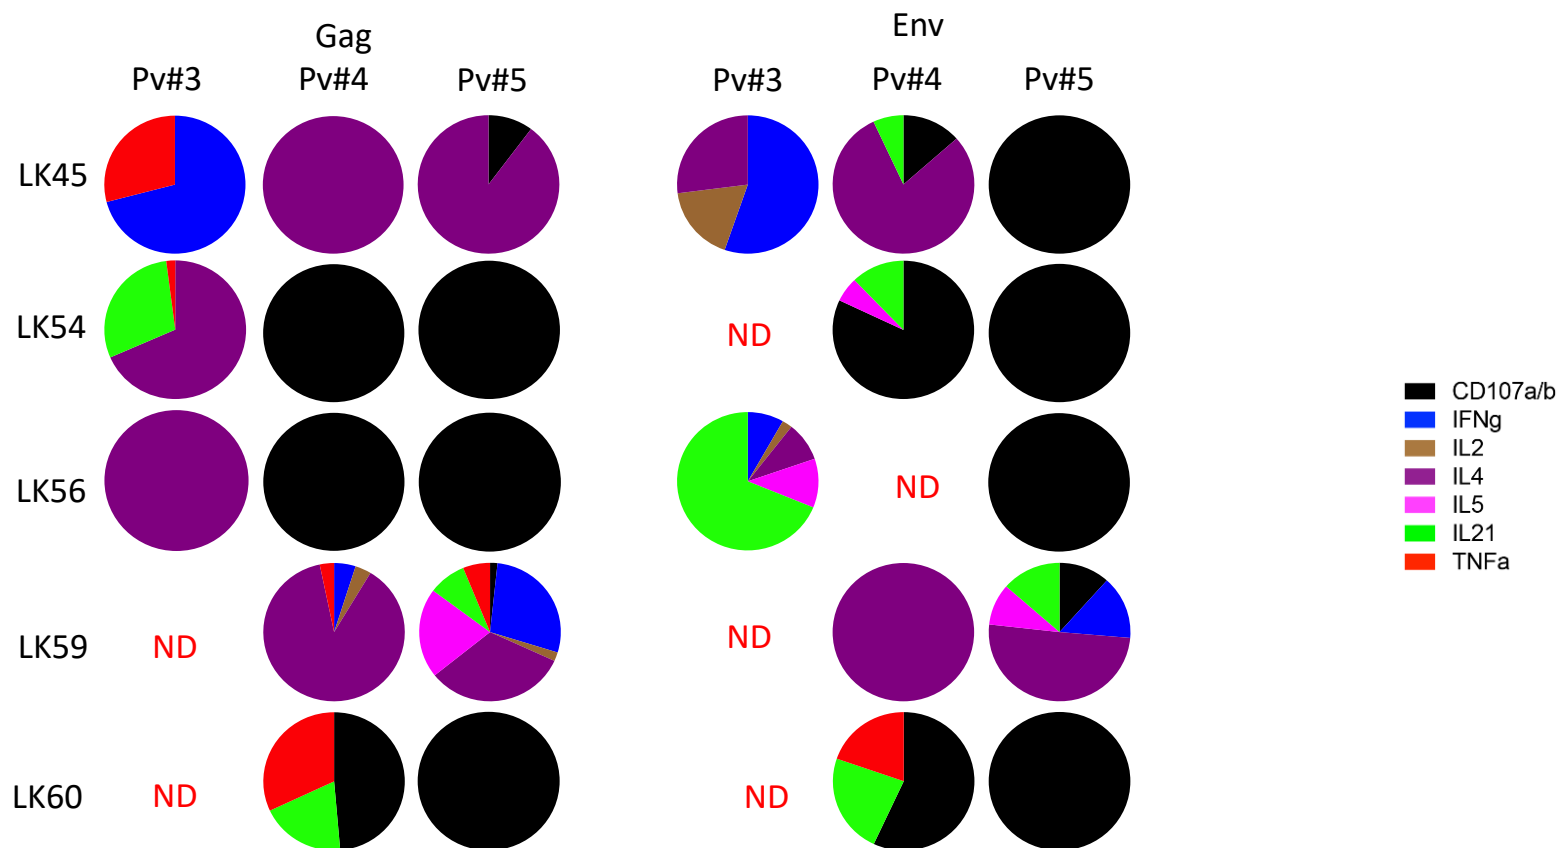 Gag
Env
Pv#3 Pv#4 Pv#5
Pv#3 Pv#4 Pv#5
LK45
LK54
ND
LK56
ND
LK59
ND
ND
LK60
ND
ND
CD107a/b
IFNg
IL2
IL4
IL5
IL21
TNFa